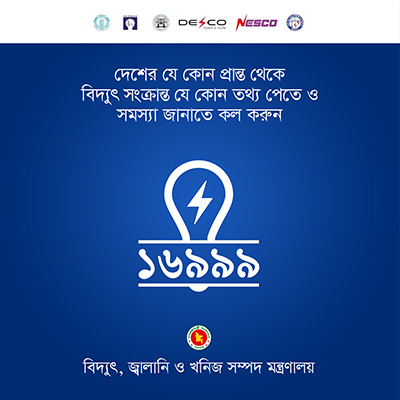 DESCO
NESCO
দেশের যে কোন প্রান্ত থেকে
বিদ্যুৎ সংক্রান্ত যে কোন তথ্য পেতে ও
সমস্যা জানাতে কল করুন
১৬৯৯৯
বিদ্যুৎ, জ্বালানি ও খনিজ সম্পদ মন্ত্রণালয়